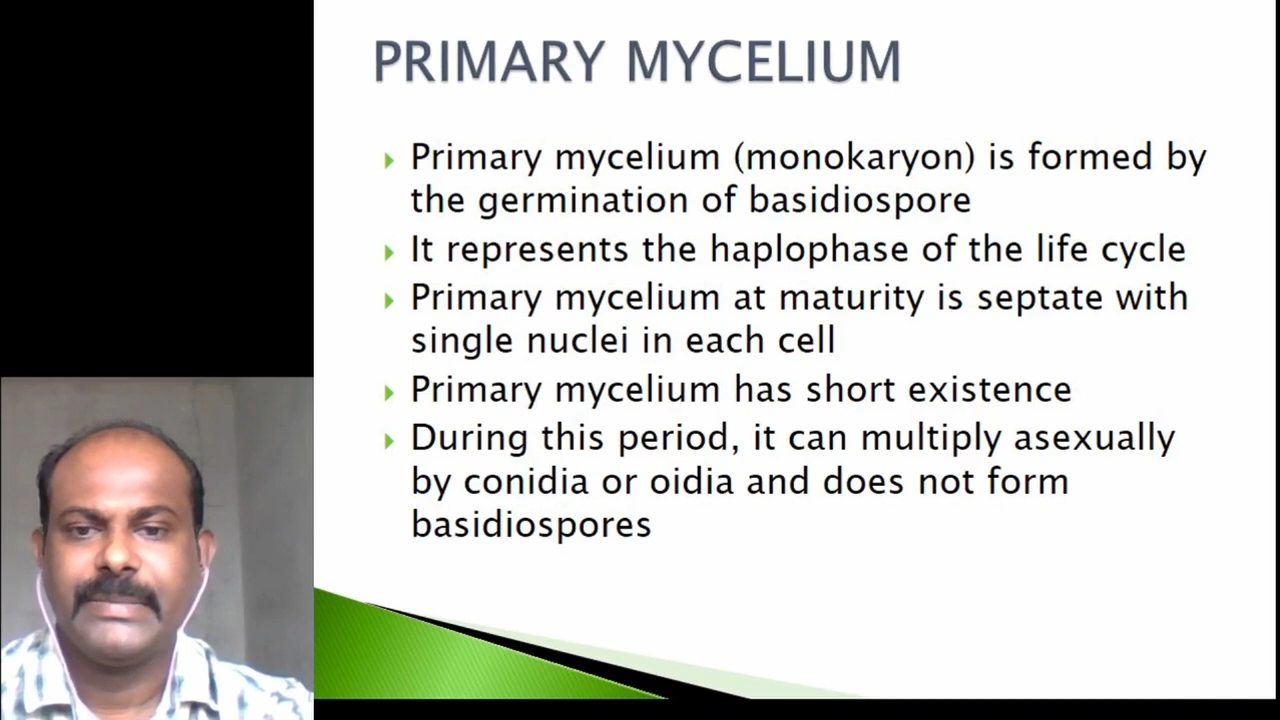 PRIMARY MYCELIUM
Primary mycelium (monokaryon) is formed by
the germination of basidiospore
It represents the haplophase of the life cycle
Primary mycelium at maturity is septate with
single nuclei in each cell
Primary mycelium has short existence
During this period, it can multiply asexually
by conidia or oidia and does not form
basidiospores